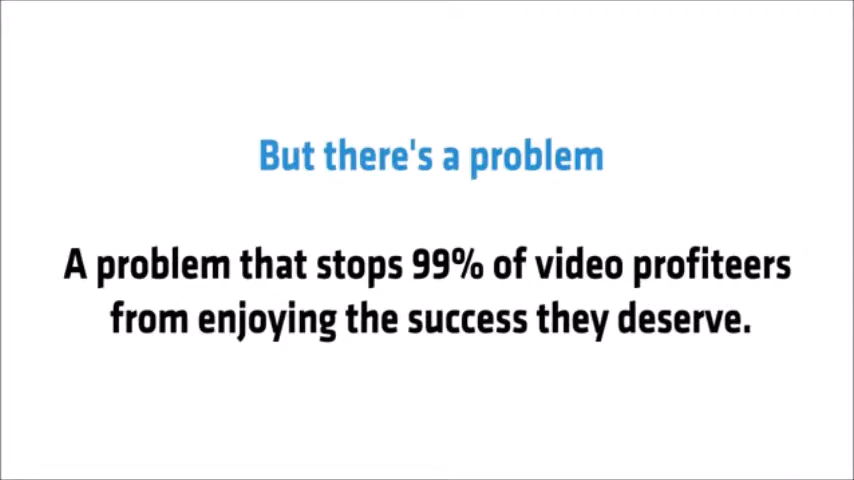 But there's a problem
A problem that stops 99% of video profiteers
from enjoying the success they deserve.